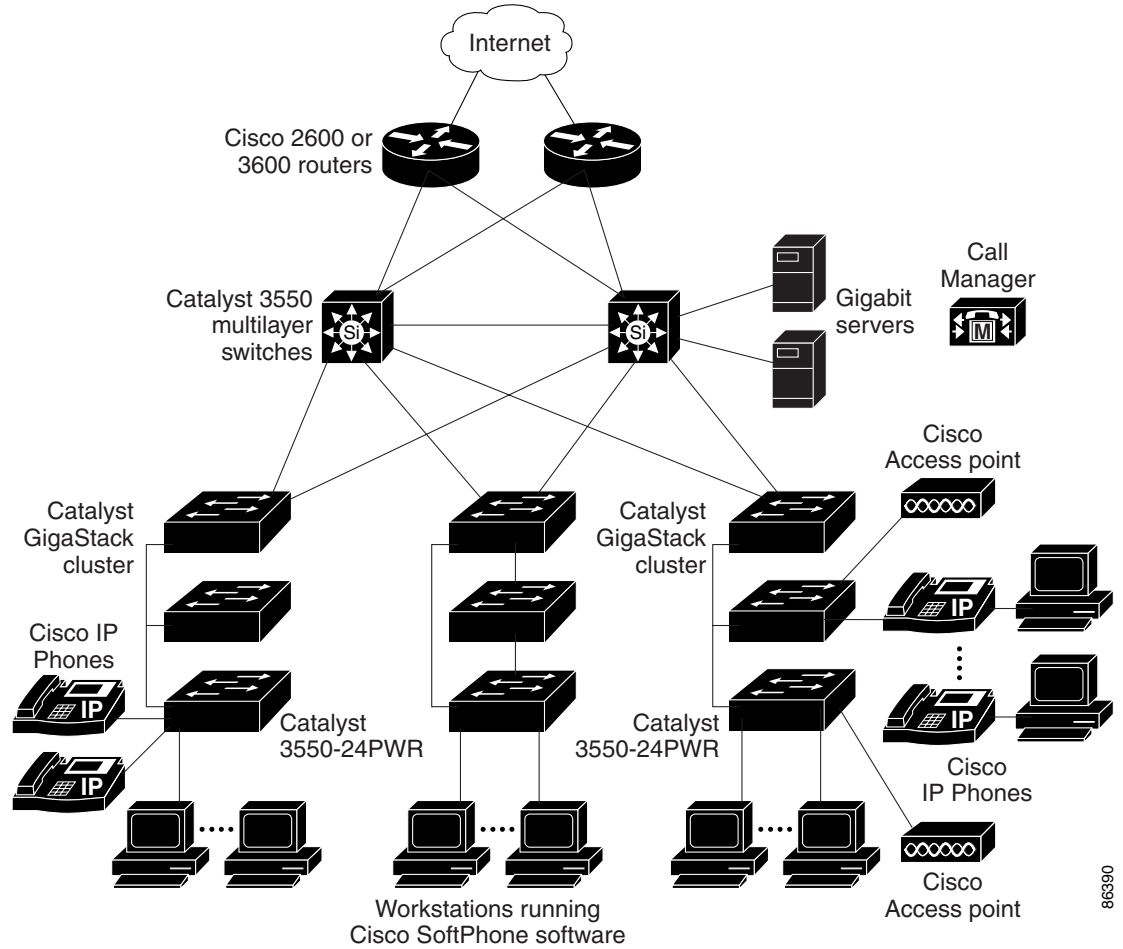 Internet
Cisco 2600 or
3600 routers
Catalyst 3550
multilayer
switches
Si
Si
Gigabit
servers
Call
Manager
M
Cisco
Access point
Catalyst
GigaStack
cluster
Catalyst
GigaStack
cluster
IP
Cisco IP
Phones
IP
IP
IP
Catalyst
3550-24PWR
Catalyst
3550-24PWR
Cisco
IP Phones
Workstations running
Cisco SoftPhone software
Cisco
Access point
86390